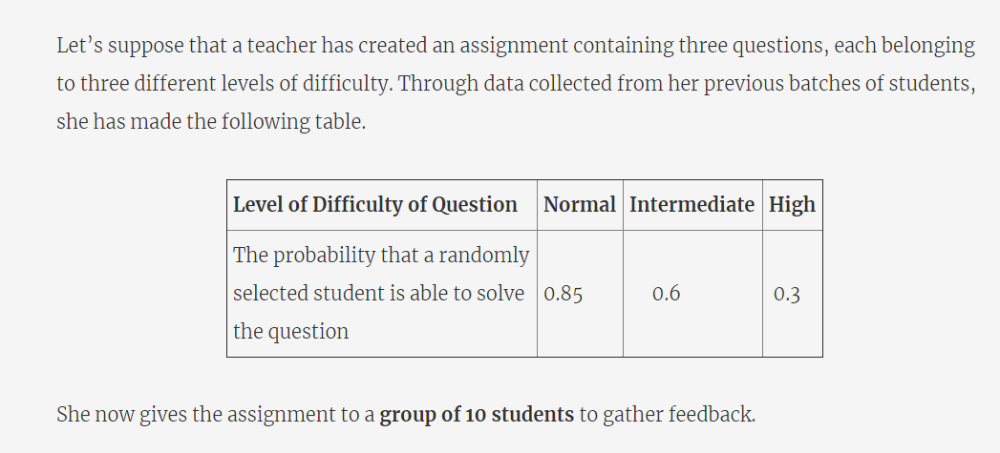 Let’s suppose that a teacher has created an assignment containing three questions, each belonging
to three different levels of difficulty. Through data collected from her previous batches of students,
she has made the following table.
Level of Difficulty of Question Normal Intermediate High
The probability that a randomly
selected student is able to solve 0.85 0.6 0.3
the question
She now gives the assignment to a group of 10 students to gather feedback.